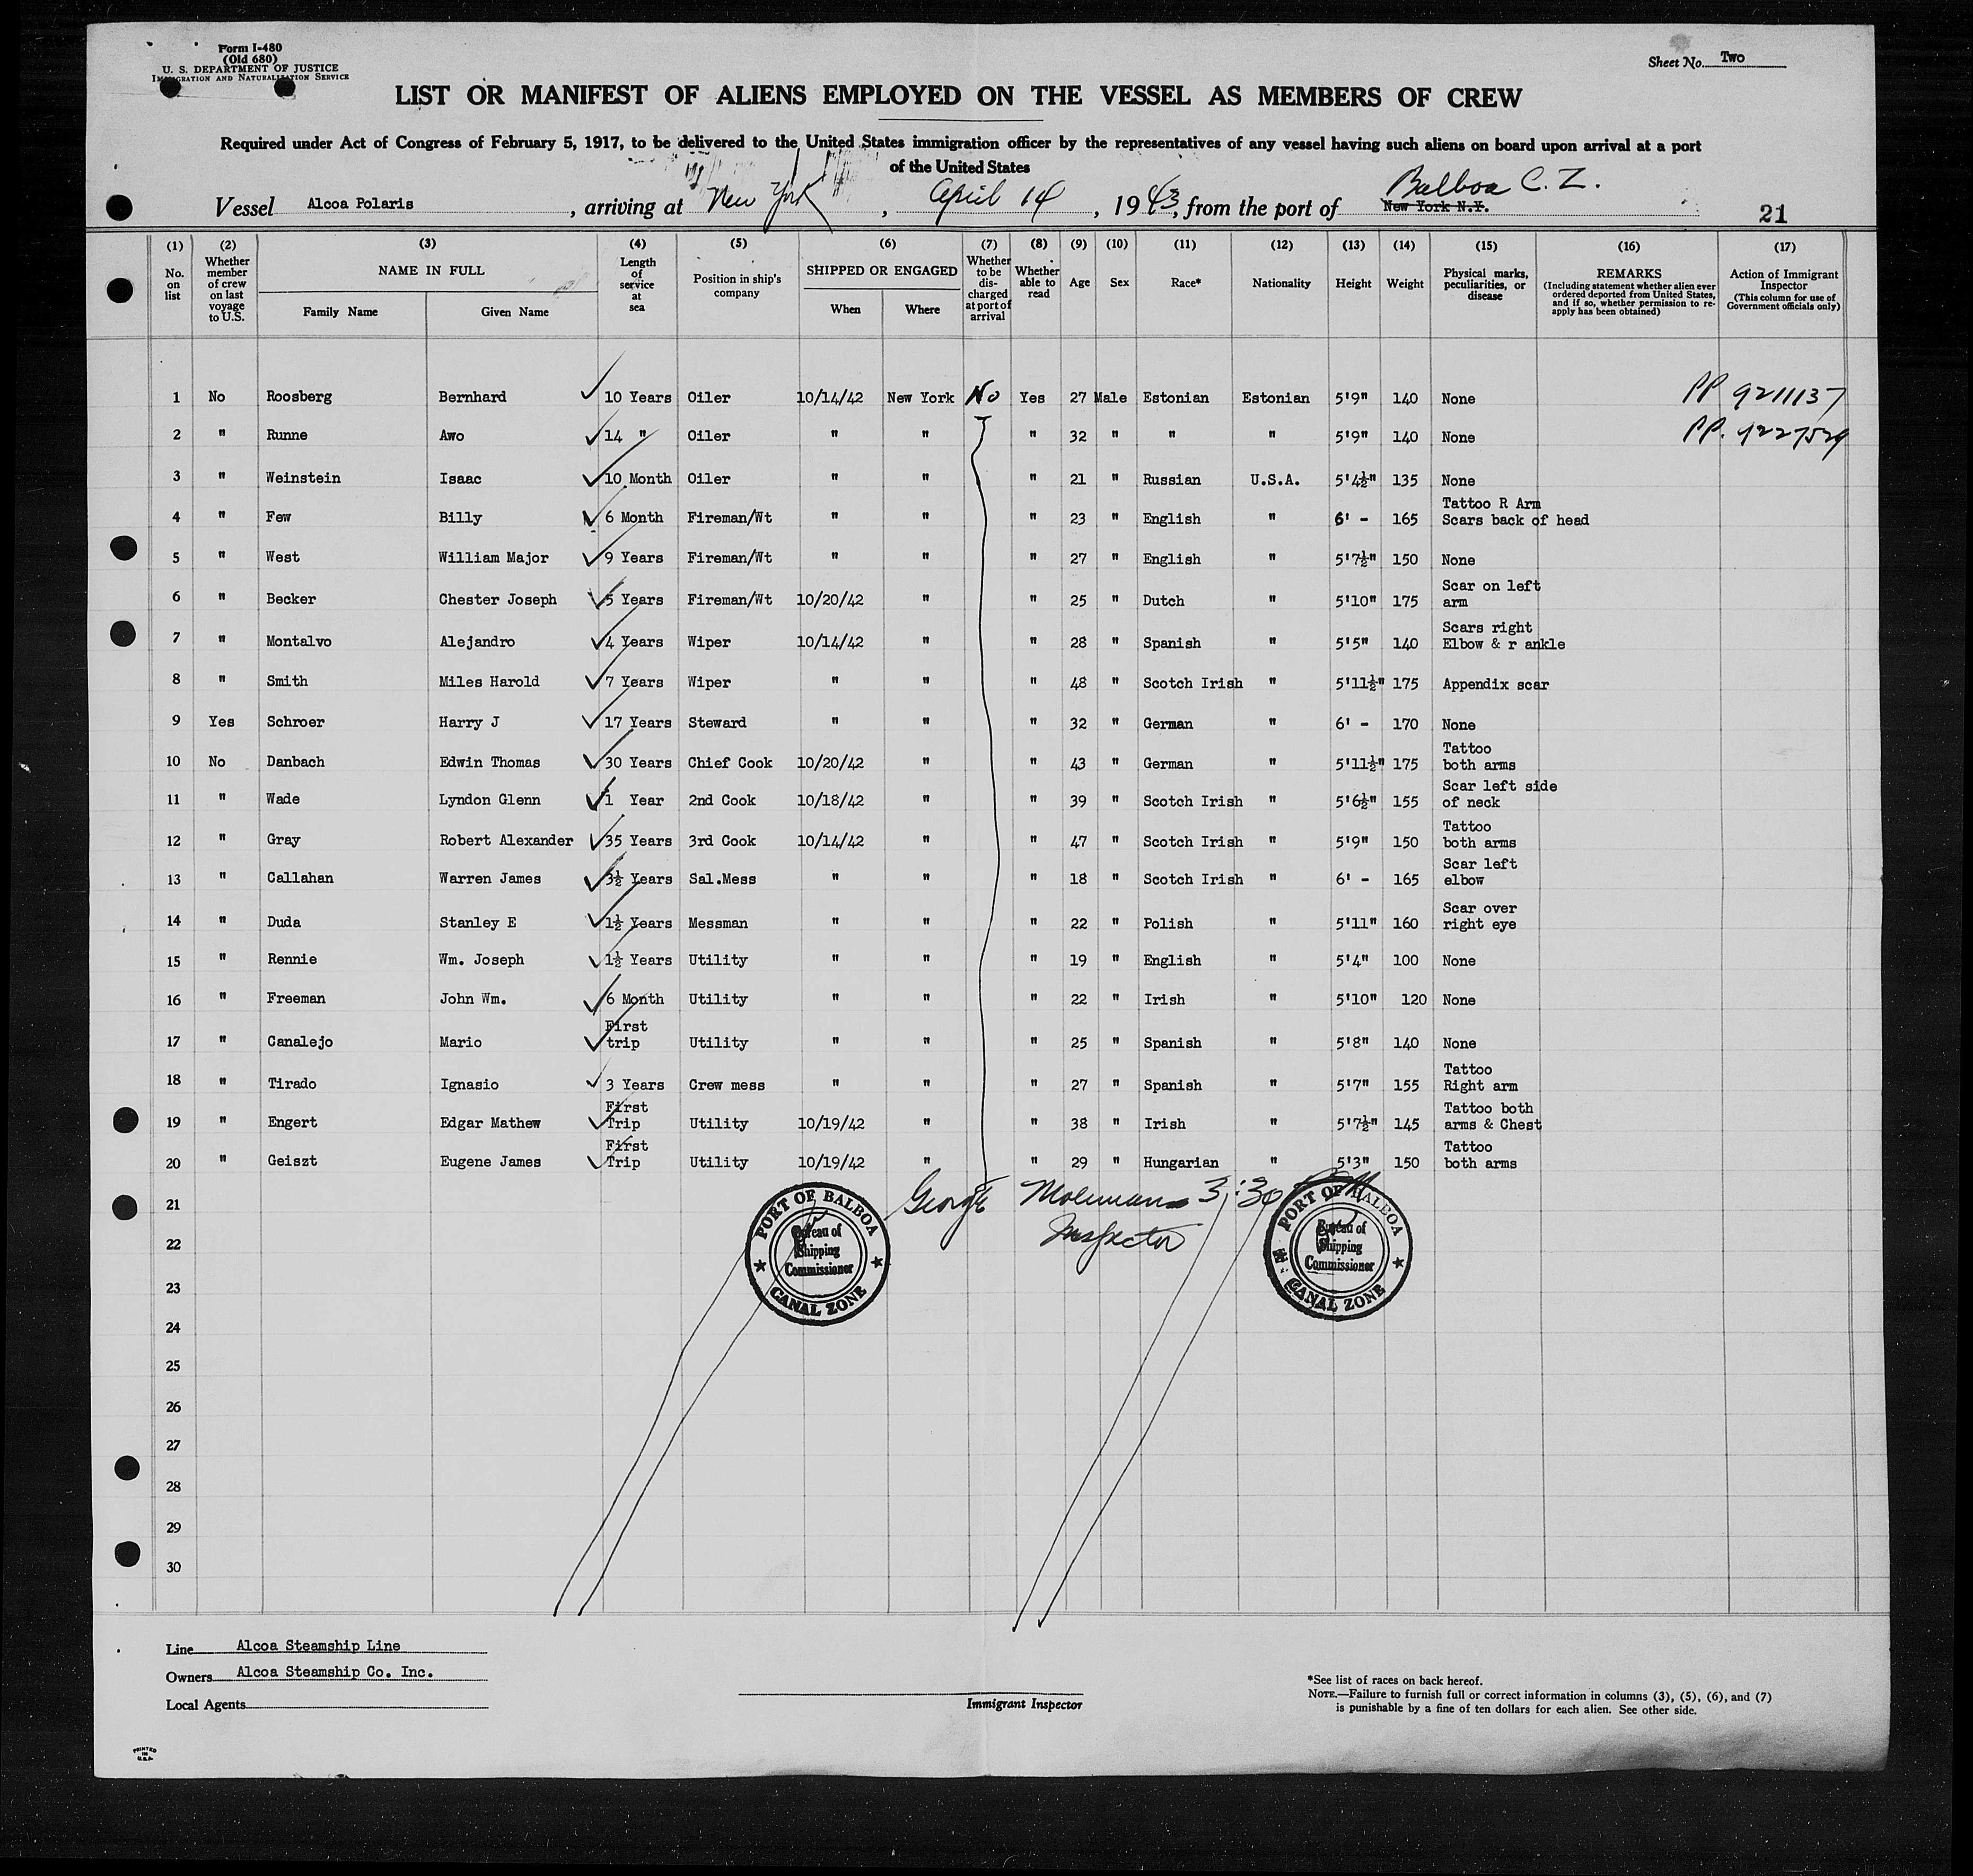 Form I-480
(Old 680)
U. S. DEPARTMENT OF JUSTICE
IMMIGRATION AND NATURALIZATION SERVICE
Sheet No. Two
LIST OR MANIFEST OF ALIENS EMPLOYED ON THE VESSEL AS MEMBERS OF CREW
Required under Act of Congress of February 5, 1917, to be delivered to the United States immigration officer by the representatives of any vessel having such aliens on board upon arrival at a port
of the United States
Vessel Alcoa Polaris, arriving at New York, April 14, 1943, from the port of Balboa C. Z. New York N.Y.
21
(1) No. on list (2) Whether member of crew on last voyage to U.S. (3) NAME IN FULL Family Name Given Name (4) Length of service at sea (5) Position in ship's company (6) SHIPPED OR ENGAGED When Where (7) Whether to be discharged at port of arrival (8) Whether able to read (9) Age (10) Sex (11) Race* (12) Nationality (13) Height (14) Weight (15) Physical marks, peculiarities, or disease (16) REMARKS (Including statement whether alien ever ordered deported from United States, and if so, whether permission to reapply has been obtained) (17) Action of Immigrant Inspector (This column for use of Government officials only)
1 No Roosberg Bernhard 10 Years Oiler 10/14/42 New York No Yes 27 Male Estonian Estonian 5'9" 140 None PP 9211137
2 " Runne Awo 14 " Oiler " " " 32 " " " 5'9" 140 None PP.
3 " Weinstein Isaac 10 Month Oiler " " " 21 " Russian U.S.A. 5'4½" 135 None
4 " Few Billy 6 Month Fireman/Wt " " " 23 " English " 6' - 165 Tattoo R Arm Scars back of head
5 " West William Major 9 Years Fireman/Wt " " " 27 " English " 5'7½" 150 None
6 " Becker Chester Joseph 5 Years Fireman/Wt 10/20/42 " " 25 " Dutch " 5'10" 175 Scar on left arm
7 " Montalvo Alejandro 4 Years Wiper 10/14/42 " " 28 " Spanish " 5'5" 140 Scars right Elbow & r ankle
8 " Smith Miles Harold 7 Years Wiper " " " 48 " Scotch Irish " 5'11½" 175 Appendix scar
9 Yes Schroer Harry J 17 Years Steward " " " 32 " German " 6' - 170 None
10 No Danbach Edwin Thomas 30 Years Chief Cook 10/20/42 " " 43 " German " 5'11½" 175 Tattoo both arms
11 " Wade Lyndon Glenn 1 Year 2nd Cook 10/18/42 " " 39 " Scotch Irish " 5'6½" 155 Scar left side of neck
12 " Gray Robert Alexander 35 Years 3rd Cook 10/14/42 " " 47 " Scotch Irish " 5'9" 150 Tattoo both arms
13 " Callahan Warren James 3½ Years Sal.Mess " " " 18 " Scotch Irish " 6' - 165 Scar left elbow
14 " Duda Stanley E 1½ Years Messman " " " 22 " Polish " 5'11" 160 Scar over right eye
15 " Rennie Wm. Joseph 1½ Years Utility " " " 19 " English " 5'4" 100 None
16 " Freeman John Wm. 6 Month Utility " " " 22 " Irish " 5'10" 120 None
17 " Canalejo Mario First trip Utility " " " 25 " Spanish " 5'8" 140 None
18 " Tirado Ignasio 3 Years Crew mess " " " 27 " Spanish " 5'7" 155 Tattoo Right arm
19 " Engert Edgar Mathew First Trip Utility 10/19/42 " " 38 " Irish " 5'7½" 145 Tattoo both arms & Chest
20 " Geiszt Eugene James First Trip Utility 10/19/42 " " 29 " Hungarian " 5'3" 150 Tattoo both arms
21 George 3:30 PM
22 Inspector
PORT OF BALBOA Bureau of Shipping Commissioner CANAL ZONE
PORT OF BALBOA Bureau of Shipping Commissioner CANAL ZONE
23
24
25
26
27
28
29
30
Line Alcoa Steamship Line
Owners Alcoa Steamship Co. Inc.
Local Agents
Immigrant Inspector
*See list of races on back hereof.
NOTE.—Failure to furnish full or correct information in columns (3), (5), (6), and (7)
is punishable by a fine of ten dollars for each alien. See other side.
PRINTED
IN
U.S.A.